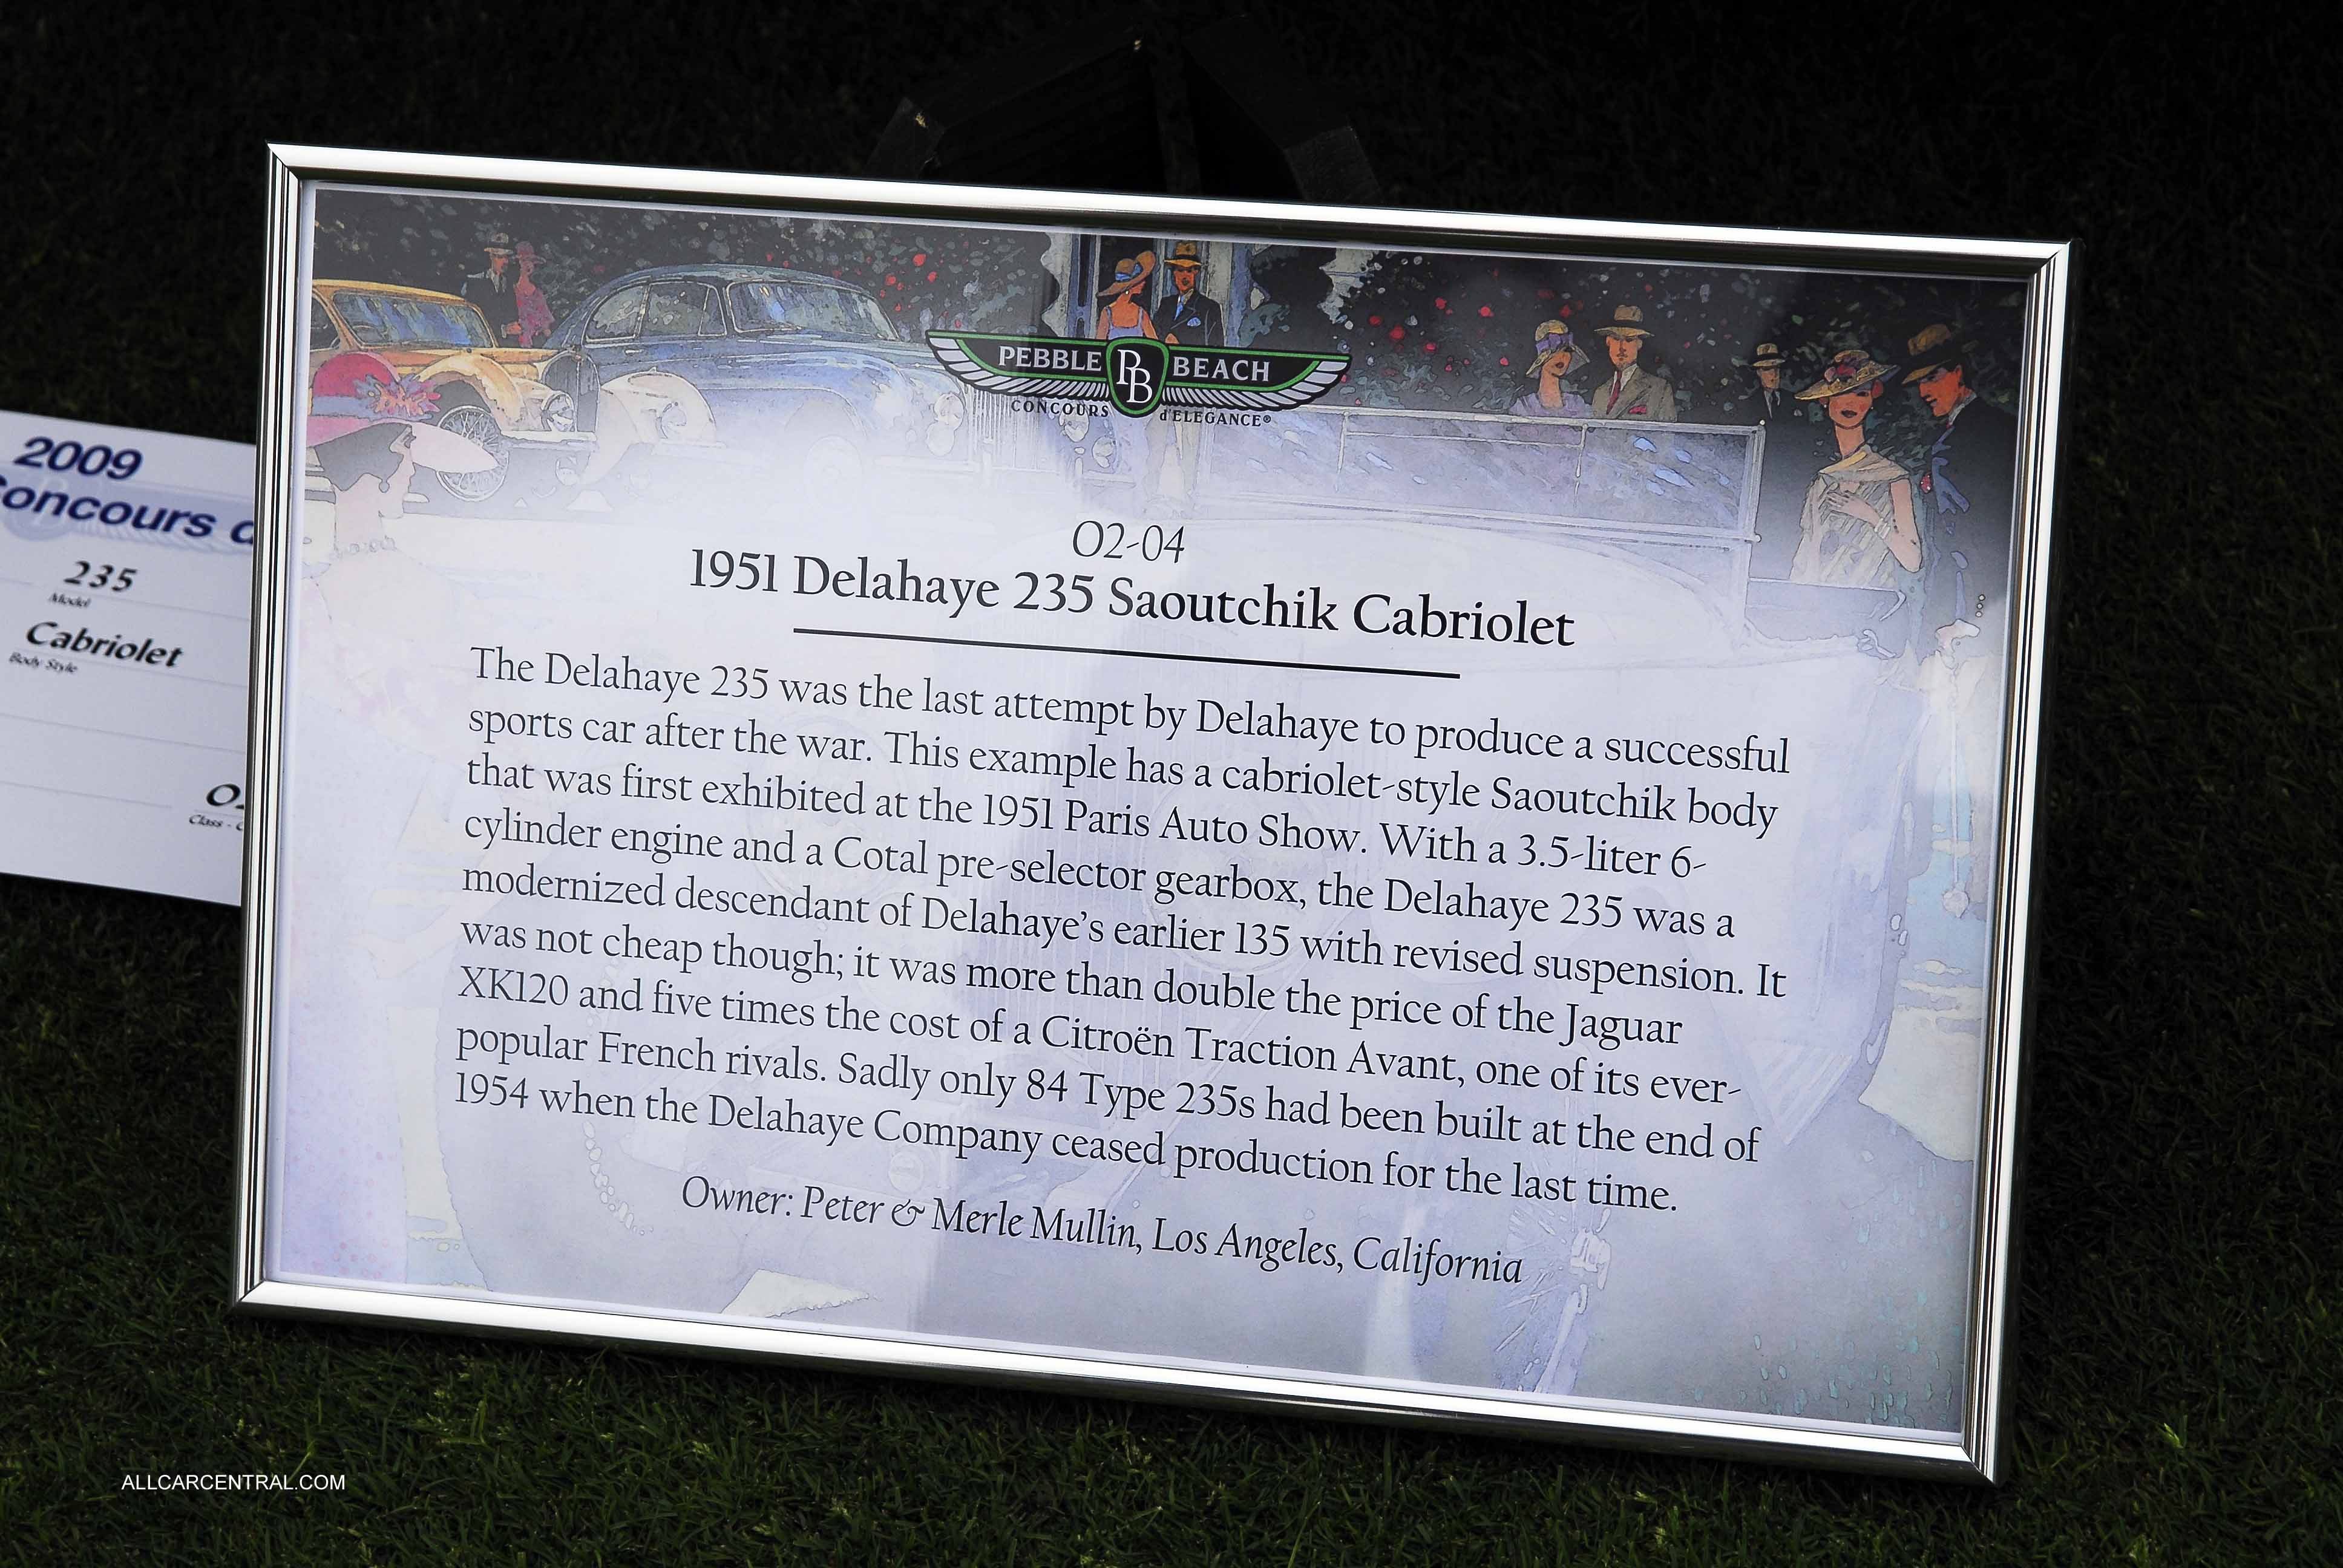 PEBBLE PB BEACH
CONCOURS d'ELEGANCE®
O2-04
1951 Delahaye 235 Saoutchik Cabriolet
The Delahaye 235 was the last attempt by Delahaye to produce a successful
sports car after the war. This example has a cabriolet-style Saoutchik body
that was first exhibited at the 1951 Paris Auto Show. With a 3.5-liter 6-
cylinder engine and a Cotal pre-selector gearbox, the Delahaye 235 was a
modernized descendant of Delahaye's earlier 135 with revised suspension. It
was not cheap though; it was more than double the price of the Jaguar
XK120 and five times the cost of a Citroën Traction Avant, one of its ever-
popular French rivals. Sadly only 84 Type 235s had been built at the end of
1954 when the Delahaye Company ceased production for the last time.
Owner: Peter & Merle Mullin, Los Angeles, California
2009
Concours d
235
Model
Cabriolet
Body Style
Class -
ALLCARCENTRAL.COM